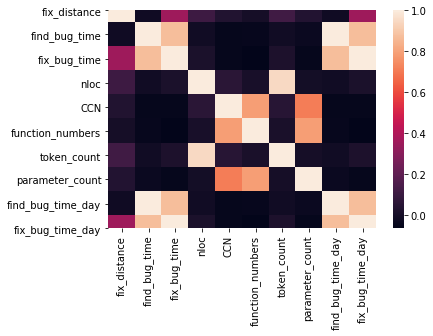 fix_distance
find_bug_time
fix_bug_time
nloc
CCN
function_numbers
token_count
parameter_count
find_bug_time_day
fix_bug_time_day
fix_distance
find_bug_time
fix_bug_time
nloc
CCN
function_numbers
token_count
parameter_count
find_bug_time_day
fix_bug_time_day
1.0
0.8
0.6
0.4
0.2
0.0